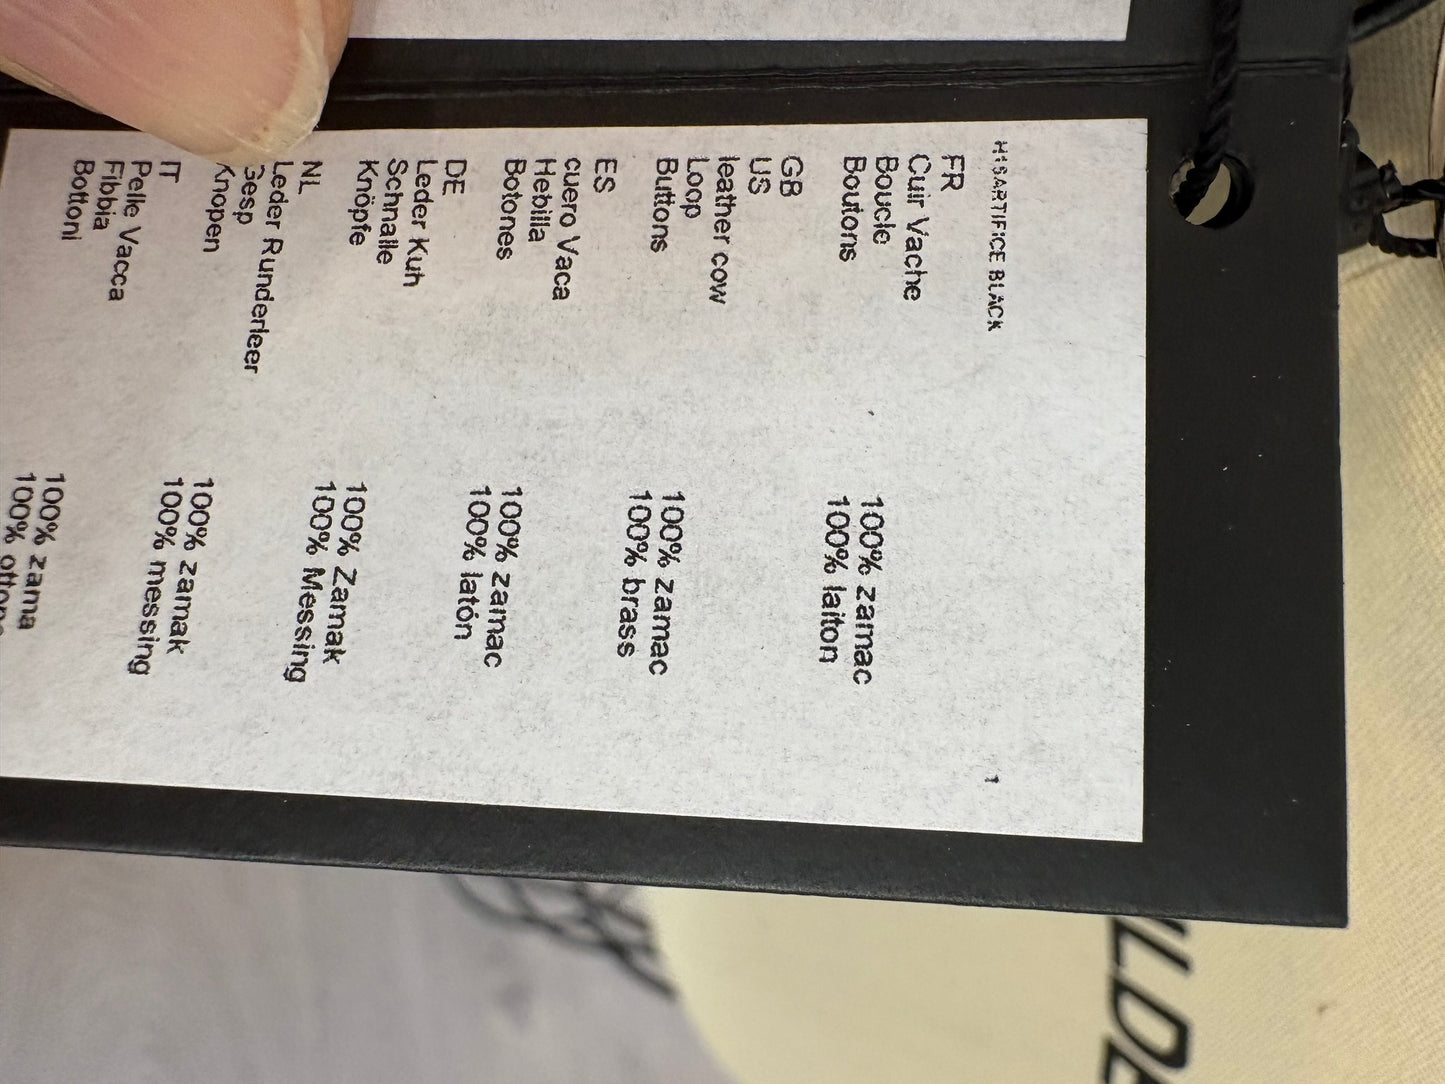 H1SARTIFICE BLACK 1
FR
Cuir Vache
Boucle 100% zamac
Boutons 100% laiton
GB
US
leather cow
Loop 100% zamac
Buttons 100% brass
ES
cuero Vaca
Hebilla 100% zamac
Botones 100% latón
DE
Leder Kuh
Schnalle 100% Zamak
Knöpfe 100% Messing
NL
Leder Runderleer
Gesp 100% zamak
Knopen 100% messing
IT
Pelle Vacca
Fibbia 100% zama
Bottoni 100%